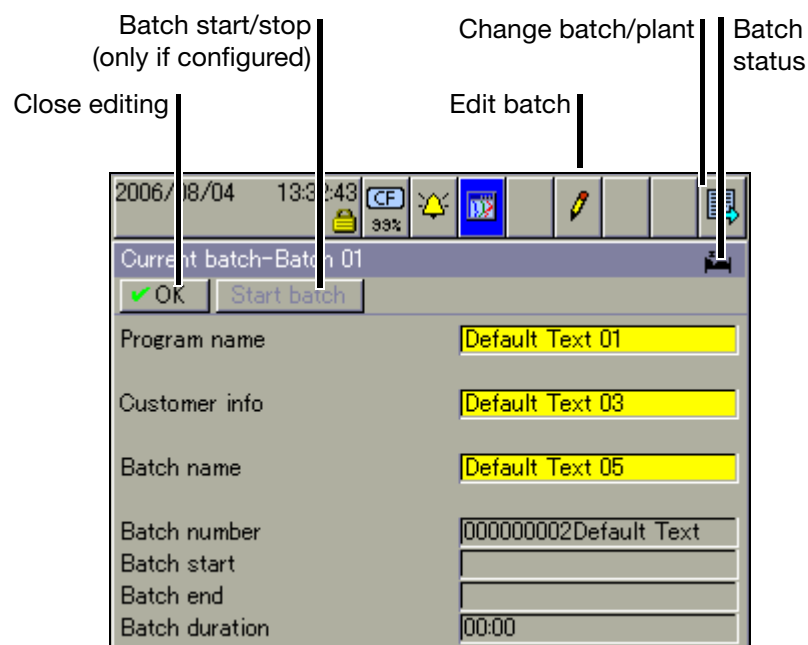 Batch start/stop
(only if configured)
Change batch/plant
Batch
status
Close editing
Edit batch
2006/08/04 13:32:43
CF
99%
Current batch-Batch 01
OK
Start batch
Program name
Default Text 01
Customer info
Default Text 03
Batch name
Default Text 05
Batch number
000000002Default Text
Batch start
Batch end
Batch duration
00:00